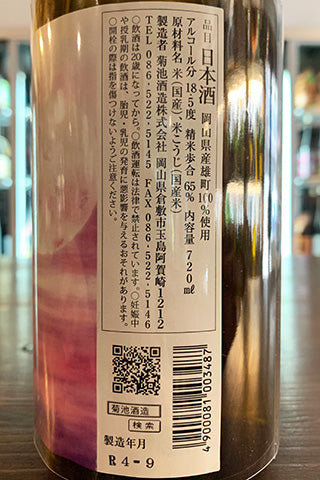 品目 日本酒 岡山県産雄町100%使用
アルコール分 18.5度 精米歩合 65% 内容量 720㎖
原材料名 米(国産)、米こうじ(国産米)
製造者 菊池酒造株式会社 岡山県倉敷市玉島阿賀崎1212
TEL 086-522-5145 FAX 086-522-5146
○飲酒は20歳になってから。○飲酒運転は法律で禁止されています。○妊娠中
や授乳期の飲酒は、胎児・乳児の発育に悪影響を与えるおそれがあります。
○開栓の際は指を傷つけないようご注意ください。
菊池酒造
検索
製造年月
R4-9
4900081003487